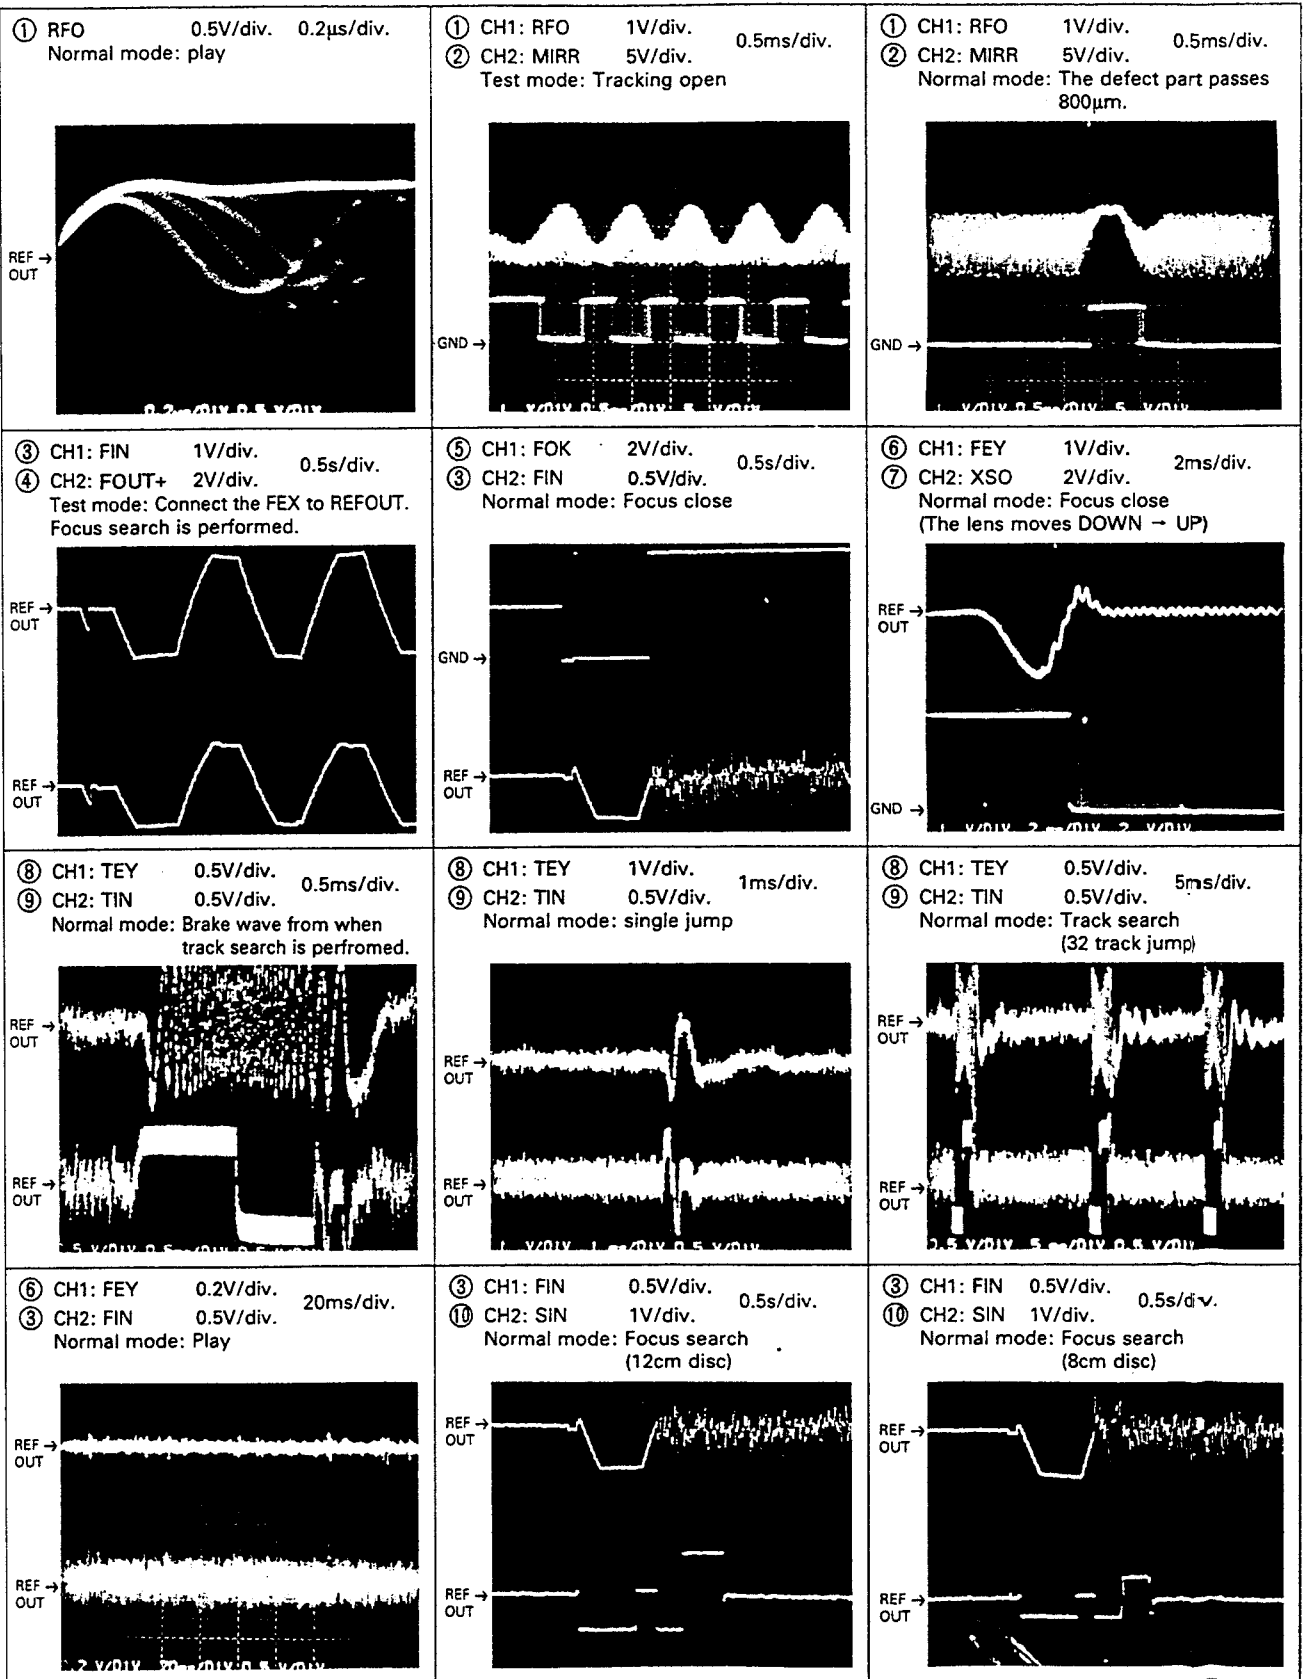 ① RFO 0.5V/div. 0.2μs/div.
Normal mode: play
REF →
OUT
① CH1: RFO 1V/div. 0.5ms/div.
② CH2: MIRR 5V/div.
Test mode: Tracking open
GND →
① CH1: RFO 1V/div. 0.5ms/div.
② CH2: MIRR 5V/div.
Normal mode: The defect part passes
800μm.
GND →
③ CH1: FIN 1V/div. 0.5s/div.
④ CH2: FOUT+ 2V/div.
Test mode: Connect the FEX to REFOUT.
Focus search is performed.
REF →
OUT
REF →
OUT
⑤ CH1: FOK 2V/div. 0.5s/div.
③ CH2: FIN 0.5V/div.
Normal mode: Focus close
GND →
REF →
OUT
⑥ CH1: FEY 1V/div. 2ms/div.
⑦ CH2: XSO 2V/div.
Normal mode: Focus close
(The lens moves DOWN → UP)
REF →
OUT
GND →
⑧ CH1: TEY 0.5V/div. 0.5ms/div.
⑨ CH2: TIN 0.5V/div.
Normal mode: Brake wave from when
track search is perfromed.
REF →
OUT
REF →
OUT
⑧ CH1: TEY 1V/div. 1ms/div.
⑨ CH2: TIN 0.5V/div.
Normal mode: single jump
REF →
OUT
REF →
OUT
⑧ CH1: TEY 0.5V/div. 5ms/div.
⑨ CH2: TIN 0.5V/div.
Normal mode: Track search
(32 track jump)
REF →
OUT
REF →
OUT
⑥ CH1: FEY 0.2V/div. 20ms/div.
③ CH2: FIN 0.5V/div.
Normal mode: Play
REF →
OUT
REF →
OUT
③ CH1: FIN 0.5V/div. 0.5s/div.
⑩ CH2: SIN 1V/div.
Normal mode: Focus search
(12cm disc)
REF →
OUT
REF →
OUT
③ CH1: FIN 0.5V/div. 0.5s/div.
⑩ CH2: SIN 1V/div.
Normal mode: Focus search
(8cm disc)
REF →
OUT
REF →
OUT